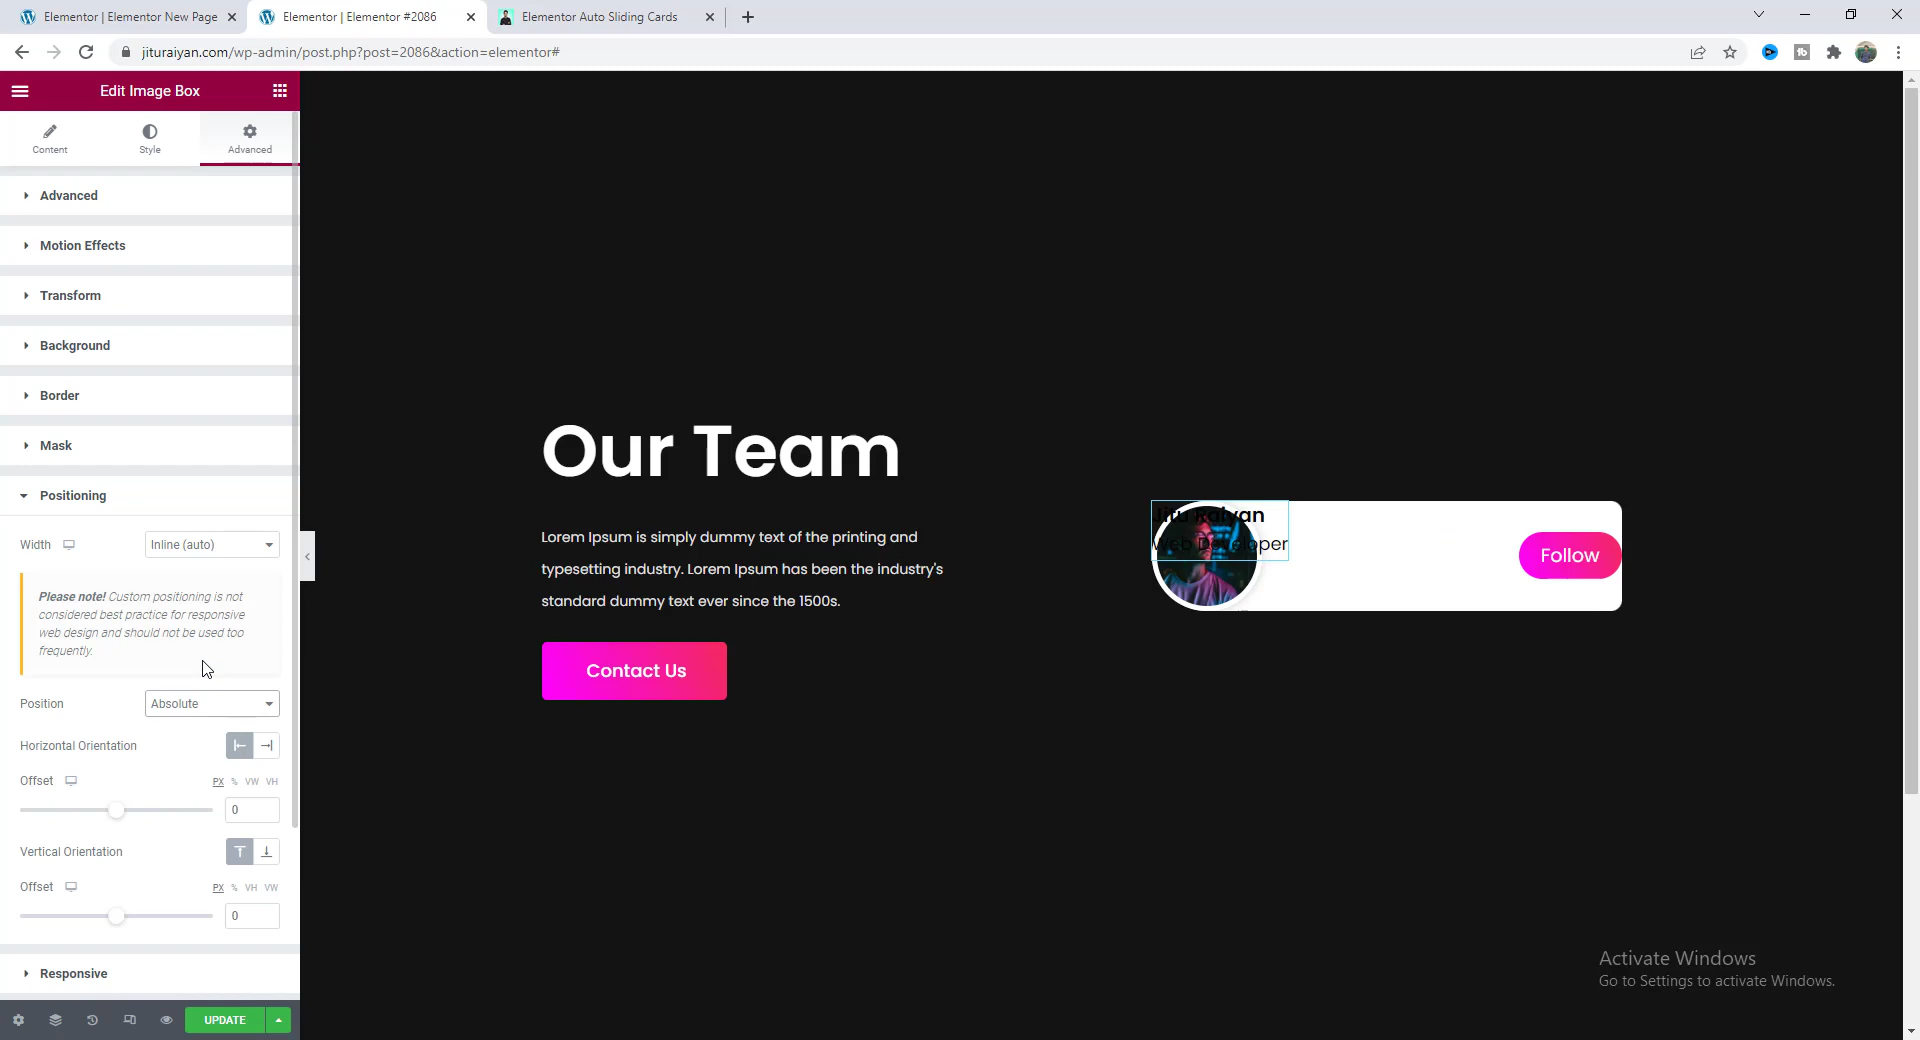 Elementor | Elementor New Page
Elementor | Elementor #2086
Elementor Auto Sliding Cards
jituraiyan.com/wp-admin/post.php?post=2086&action=elementor#
Edit Image Box
Content
Style
Advanced
Advanced
Motion Effects
Transform
Background
Border
Mask
Positioning
Width
Inline (auto)
Please note! Custom positioning is not
considered best practice for responsive
web design and should not be used too
frequently.
Position
Absolute
Horizontal Orientation
Offset
PX % VW VH
0
Vertical Orientation
Offset
PX % VH VW
0
Responsive
UPDATE
Our Team
Lorem Ipsum is simply dummy text of the printing and
typesetting industry. Lorem Ipsum has been the industry's
standard dummy text ever since the 1500s.
Contact Us
Jitu Raiyan
Web Developer
Follow
Activate Windows
Go to Settings to activate Windows.